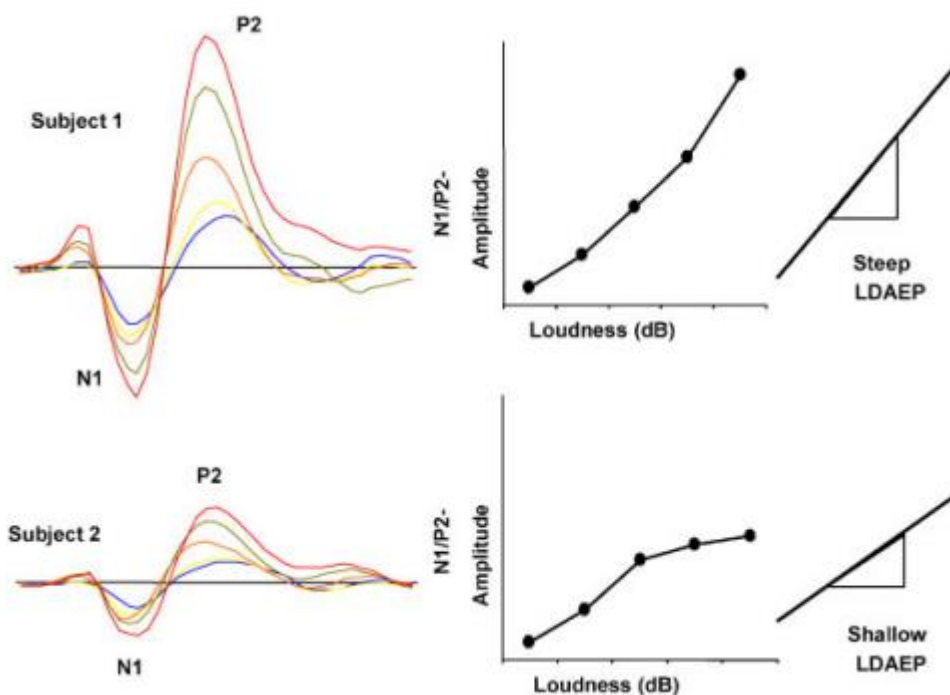 P2
Subject 1
N1
N1/P2-
Amplitude
Loudness (dB)
Steep
LDAEP
P2
Subject 2
N1
N1/P2-
Amplitude
Loudness (dB)
Shallow
LDAEP